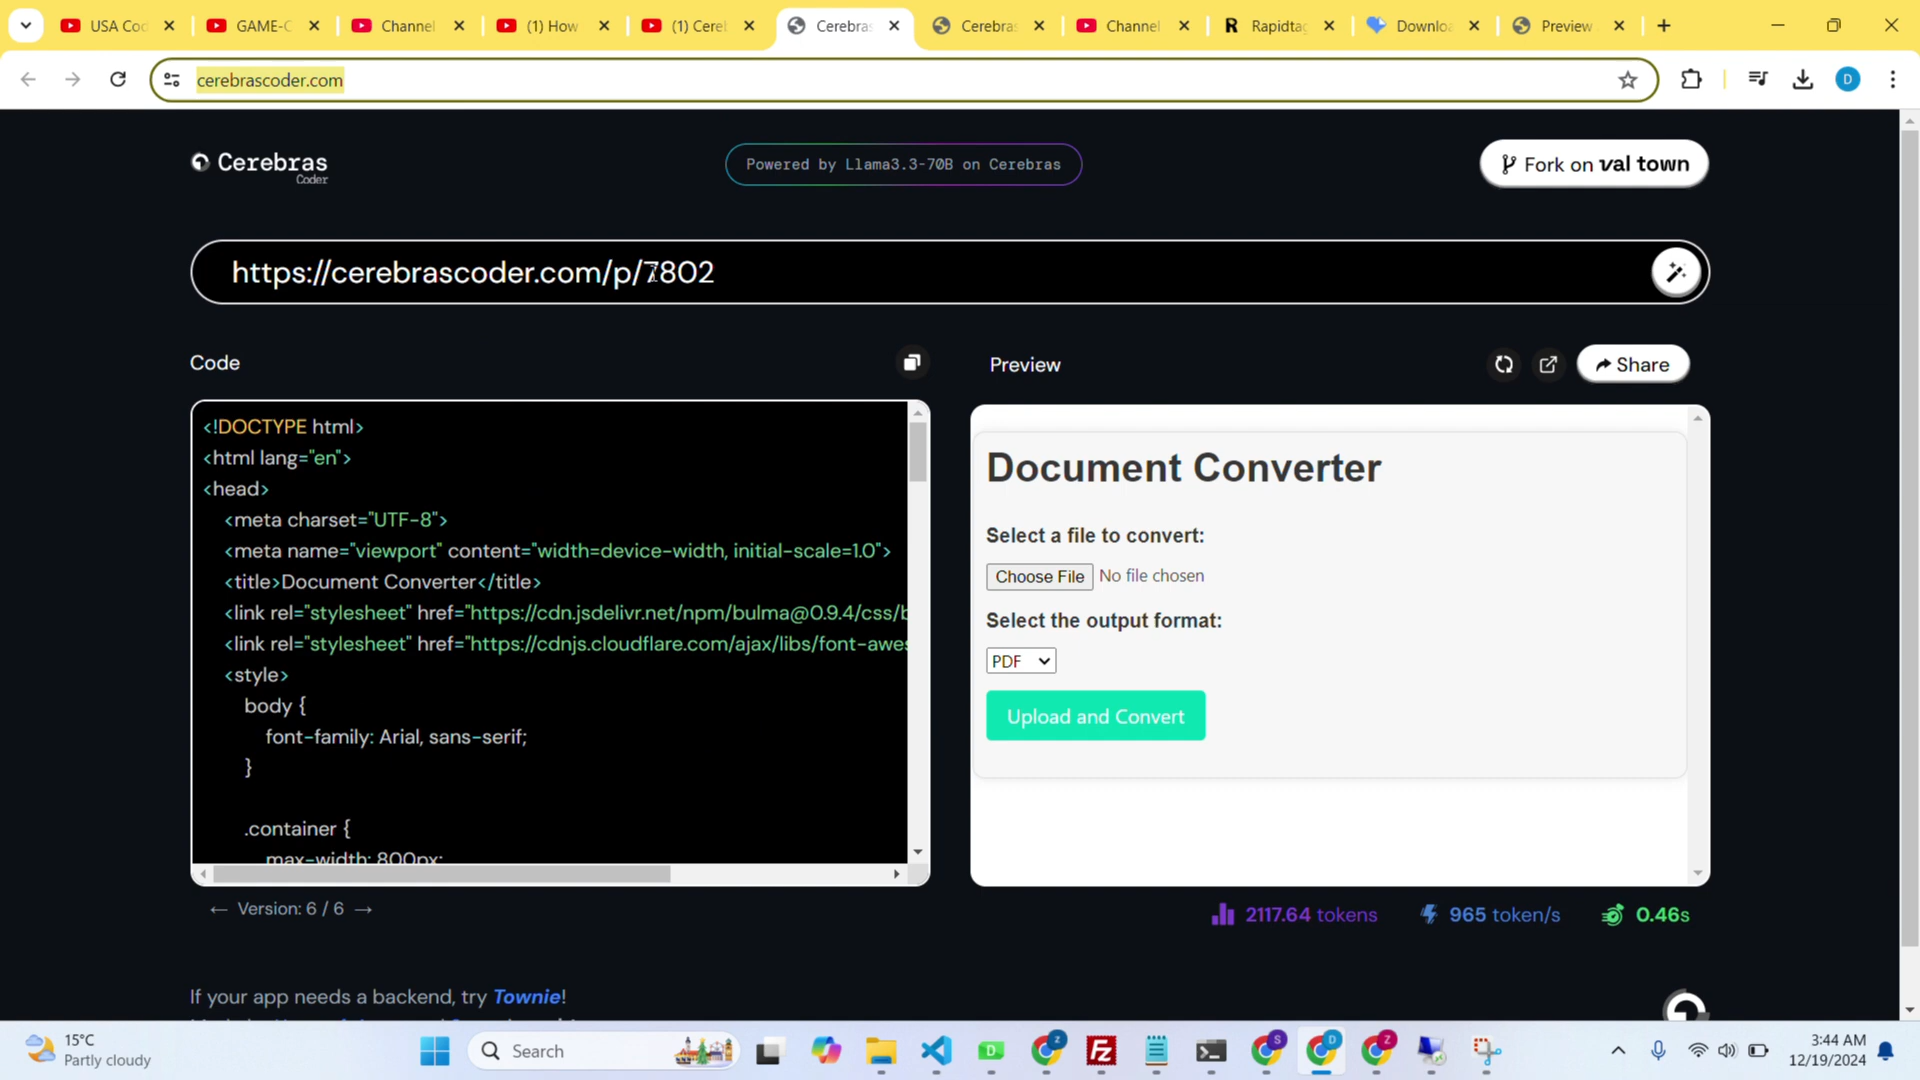 USA Co
GAME-C
Channel
(1) How
(1) Cere
Cerebras
Cerebras
Channel
Rapidta
Downlo
Preview
cerebrascoder.com
D
Cerebras
Coder
Powered by Llama3.3-70B on Cerebras
Fork on val town
https://cerebrascoder.com/p/7802
Code
Preview
Share
<!DOCTYPE html>
<html lang="en">
<head>
<meta charset="UTF-8">
<meta name="viewport" content="width=device-width, initial-scale=1.0">
<title>Document Converter</title>
<link rel="stylesheet" href="https://cdn.jsdelivr.net/npm/bulma@0.9.4/css/b
<link rel="stylesheet" href="https://cdnjs.cloudflare.com/ajax/libs/font-awes
<style>
body {
font-family: Arial, sans-serif;
}
.container {
max-width: 800px;
Document Converter
Select a file to convert:
Choose File No file chosen
Select the output format:
PDF
Upload and Convert
← Version: 6 / 6 →
2117.64 tokens
965 token/s
0.46s
If your app needs a backend, try Townie!
15°C
Partly cloudy
Search
3:44 AM
12/19/2024